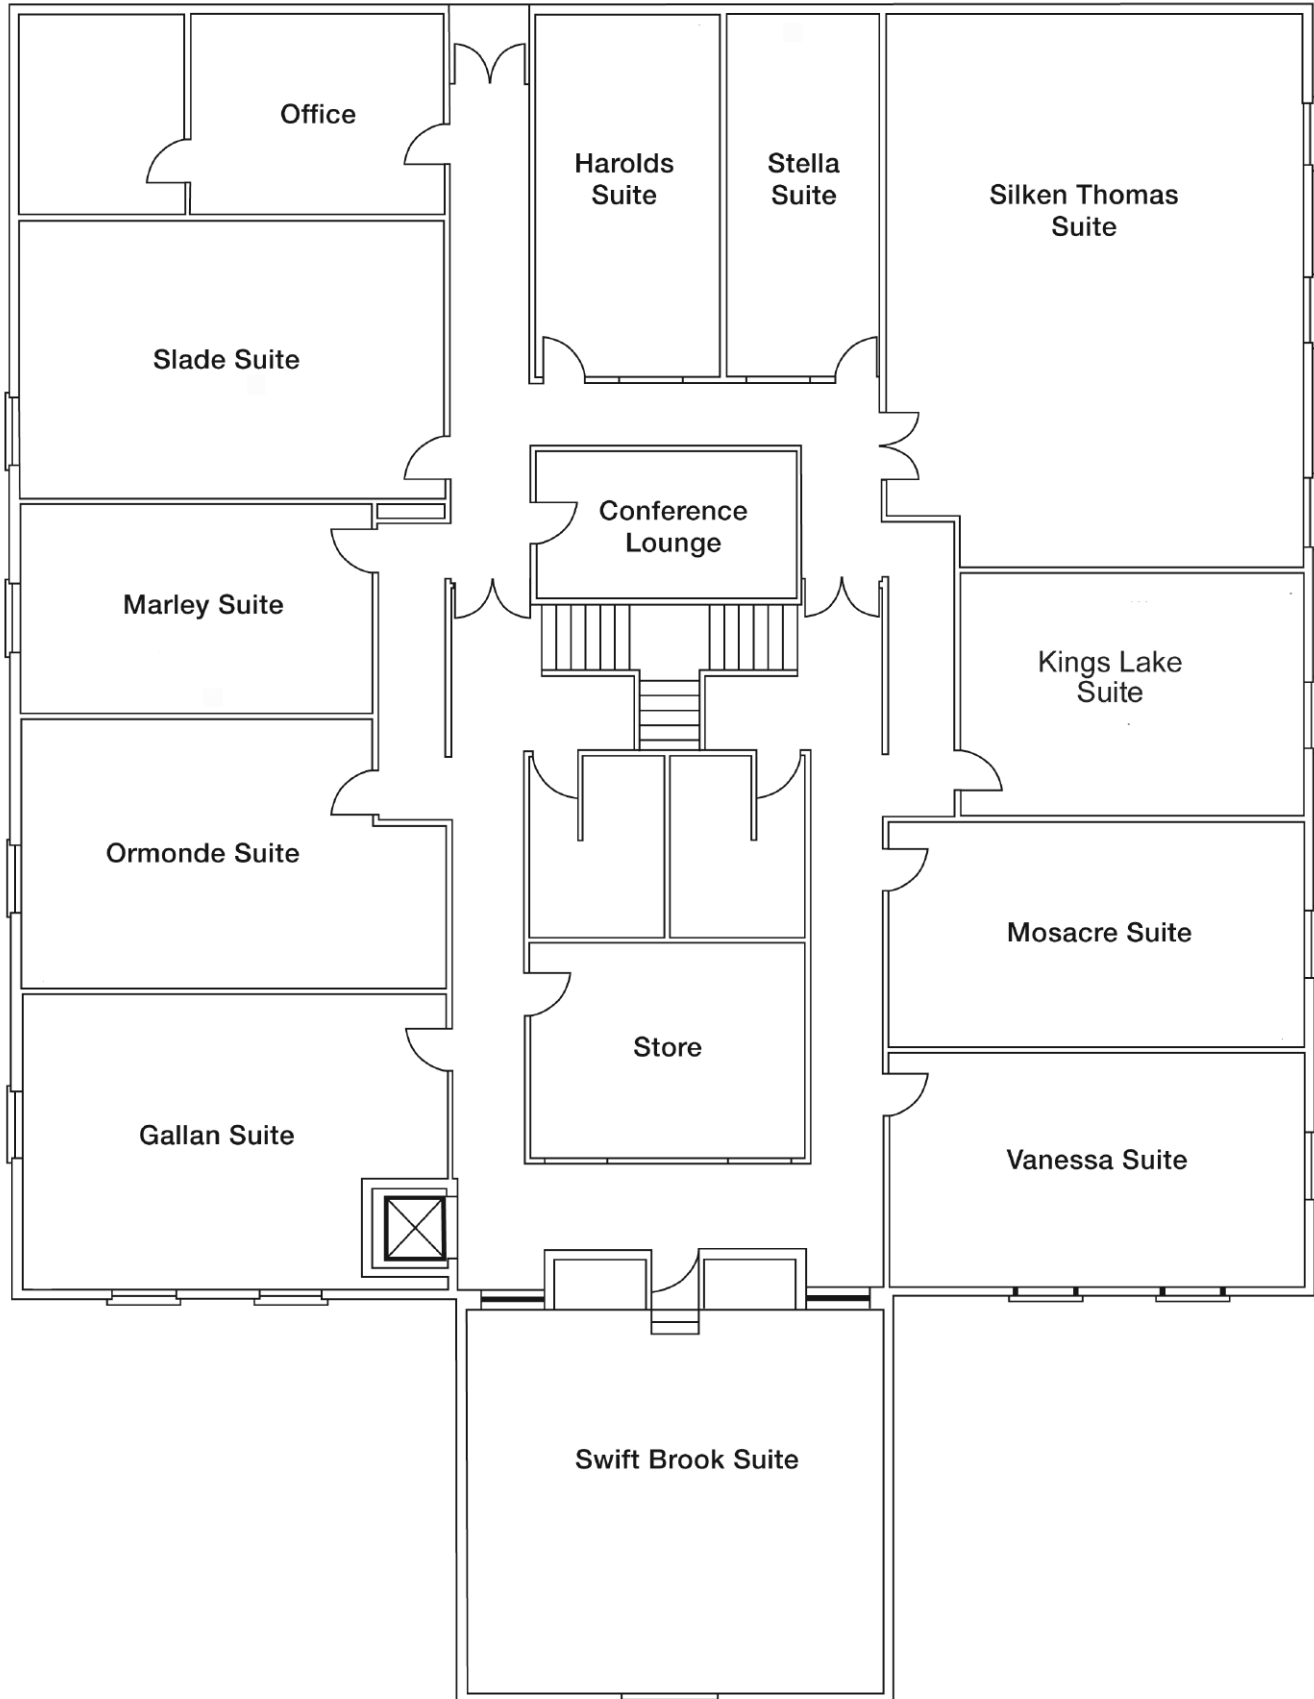 Office
Harolds
Suite
Stella
Suite
Silken Thomas
Suite
Slade Suite
Conference
Lounge
Marley Suite
Kings Lake
Suite
Ormonde Suite
Mosacre Suite
Store
Gallan Suite
Vanessa Suite
Swift Brook Suite